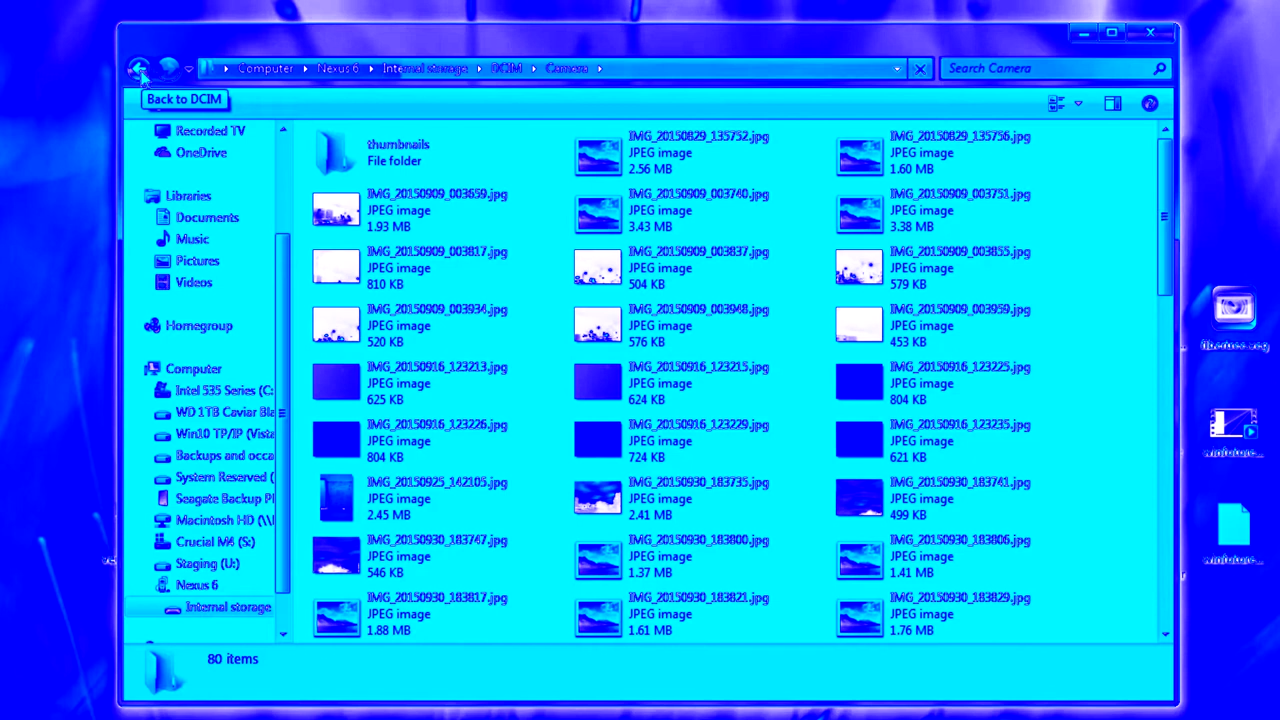 Computer Nexus 6 Internal storage DCIM Camera
Search Camera
Back to DCIM
Recorded TV
OneDrive
Libraries
Documents
Music
Pictures
Videos
Homegroup
Computer
Intel 535 Series (C:
WD 1TB Caviar Bla
Win10 TP/IP (Vista
Backups and occa
System Reserved (
Seagate Backup Pl
Macintosh HD (\\
Crucial M4 (S:)
Staging (U:)
Nexus 6
Internal storage
thumbnails
File folder
IMG_20150829_135752.jpg
JPEG image
2.56 MB
IMG_20150829_135756.jpg
JPEG image
1.60 MB
IMG_20150909_003659.jpg
JPEG image
1.93 MB
IMG_20150909_003740.jpg
JPEG image
3.43 MB
IMG_20150909_003751.jpg
JPEG image
3.38 MB
IMG_20150909_003817.jpg
JPEG image
810 KB
IMG_20150909_003837.jpg
JPEG image
504 KB
IMG_20150909_003855.jpg
JPEG image
579 KB
IMG_20150909_003934.jpg
JPEG image
520 KB
IMG_20150909_003948.jpg
JPEG image
576 KB
IMG_20150909_003959.jpg
JPEG image
453 KB
IMG_20150916_123213.jpg
JPEG image
625 KB
IMG_20150916_123215.jpg
JPEG image
624 KB
IMG_20150916_123225.jpg
JPEG image
804 KB
IMG_20150916_123226.jpg
JPEG image
804 KB
IMG_20150916_123229.jpg
JPEG image
724 KB
IMG_20150916_123235.jpg
JPEG image
621 KB
IMG_20150925_142105.jpg
JPEG image
2.45 MB
IMG_20150930_183735.jpg
JPEG image
2.41 MB
IMG_20150930_183741.jpg
JPEG image
499 KB
IMG_20150930_183747.jpg
JPEG image
546 KB
IMG_20150930_183800.jpg
JPEG image
1.37 MB
IMG_20150930_183806.jpg
JPEG image
1.41 MB
IMG_20150930_183817.jpg
JPEG image
1.88 MB
IMG_20150930_183821.jpg
JPEG image
1.61 MB
IMG_20150930_183829.jpg
JPEG image
1.76 MB
80 items